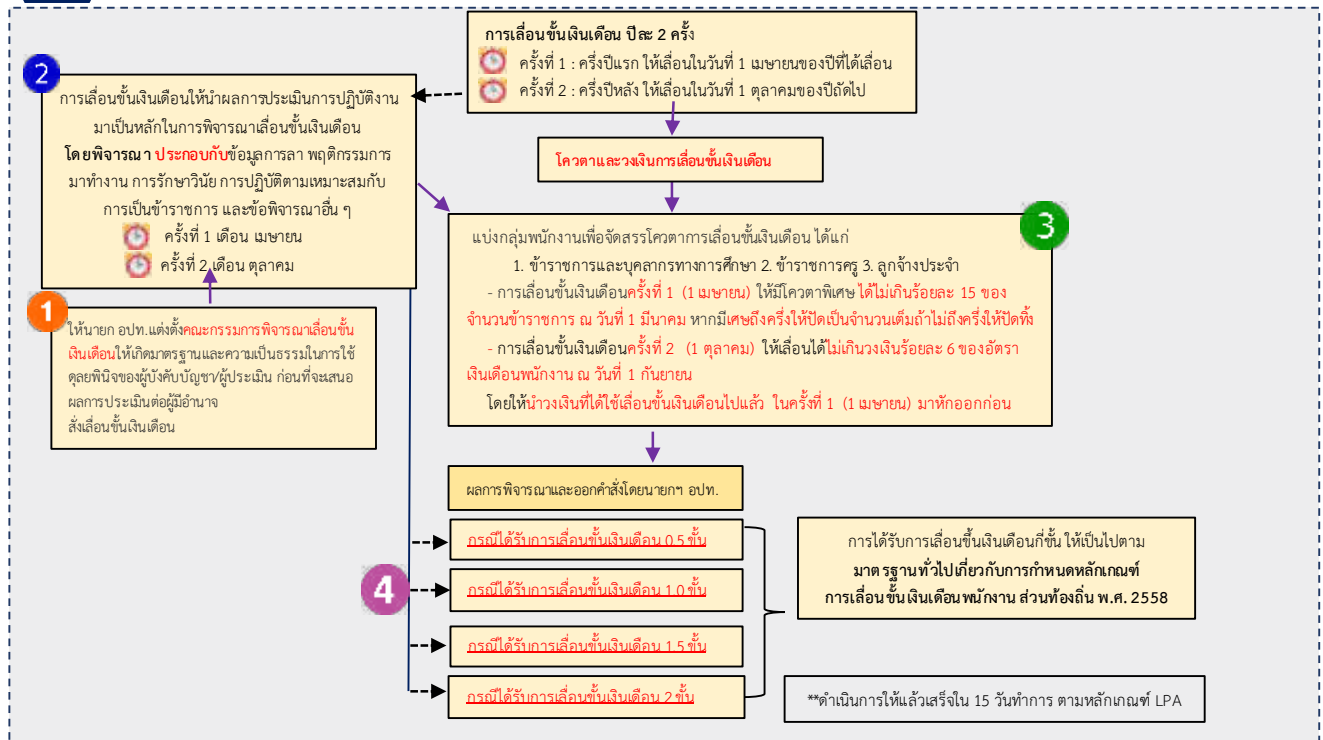 การเลื่อนขั้นเงินเดือน ปีละ 2 ครั้ง
ครั้งที่ 1 : ครึ่งปีแรก ให้เลื่อนในวันที่ 1 เมษายนของปีที่ได้เลื่อน
ครั้งที่ 2 : ครึ่งปีหลัง ให้เลื่อนในวันที่ 1 ตุลาคมของปีถัดไป
2
การเลื่อนขั้นเงินเดือนให้นำผลการประเมินการปฏิบัติงาน
มาเป็นหลักในการพิจารณาเลื่อนขั้นเงินเดือน
โดยพิจารณา ประกอบกับข้อมูลการลา พฤติกรรมการ
มาทำงาน การรักษาวินัย การปฏิบัติตามเหมาะสมกับ
การเป็นข้าราชการ และข้อพิจารณาอื่น ๆ
ครั้งที่ 1 เดือน เมษายน
ครั้งที่ 2 เดือน ตุลาคม
โควตาและวงเงินการเลื่อนขั้นเงินเดือน
3
แบ่งกลุ่มพนักงานเพื่อจัดสรรโควตาการเลื่อนขั้นเงินเดือน ได้แก่
1. ข้าราชการและบุคลากรทางการศึกษา 2. ข้าราชการครู 3. ลูกจ้างประจำ
- การเลื่อนขั้นเงินเดือนครั้งที่ 1 (1 เมษายน) ให้มีโควตาพิเศษ ได้ไม่เกินร้อยละ 15 ของ
จำนวนข้าราชการ ณ วันที่ 1 มีนาคม หากมีเศษถึงครึ่งให้ปัดเป็นจำนวนเต็มถ้าไม่ถึงครึ่งให้ปัดทิ้ง
- การเลื่อนขั้นเงินเดือนครั้งที่ 2 (1 ตุลาคม) ให้เลื่อนได้ไม่เกินวงเงินร้อยละ 6 ของอัตรา
เงินเดือนพนักงาน ณ วันที่ 1 กันยายน
โดยให้นำวงเงินที่ได้ใช้เลื่อนขั้นเงินเดือนไปแล้ว ในครั้งที่ 1 (1 เมษายน) มาหักออกก่อน
1
ให้นายก อปท.แต่งตั้งคณะกรรมการพิจารณาเลื่อนขั้น
เงินเดือนให้เกิดมาตรฐานและความเป็นธรรมในการใช้
ดุลยพินิจของผู้บังคับบัญชา/ผู้ประเมิน ก่อนที่จะเสนอ
ผลการประเมินต่อผู้มีอำนาจ
สั่งเลื่อนขั้นเงินเดือน
ผลการพิจารณาและออกคำสั่งโดยนายกฯ อปท.
4
กรณีได้รับการเลื่อนขั้นเงินเดือน 0.5 ขั้น
กรณีได้รับการเลื่อนขั้นเงินเดือน 1.0 ขั้น
กรณีได้รับการเลื่อนขั้นเงินเดือน 1.5 ขั้น
กรณีได้รับการเลื่อนขั้นเงินเดือน 2 ขั้น
การได้รับการเลื่อนขึ้นเงินเดือนกี่ขั้น ให้เป็นไปตาม
มาตรฐานทั่วไปเกี่ยวกับการกำหนดหลักเกณฑ์
การเลื่อนขั้นเงินเดือนพนักงาน ส่วนท้องถิ่น พ.ศ. 2558
**ดำเนินการให้แล้วเสร็จใน 15 วันทำการ ตามหลักเกณฑ์ LPA